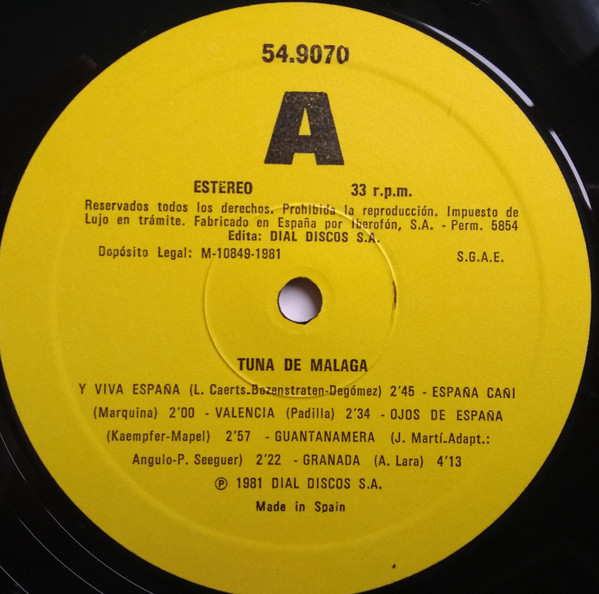 54.9070
A
ESTEREO 33 r.p.m.
Reservados todos los derechos. Prohibida la reproducción. Impuesto de
Lujo en trámite. Fabricado en España por Iberofón, S.A. - Perm. 5854
Edita: DIAL DISCOS S.A.
Depósito Legal: M-10849-1981 S.G.A.E.
TUNA DE MALAGA
Y VIVA ESPAÑA (L. Caerts-Bozenstraten-Degómez) 2'45 - ESPAÑA CAÑI
(Marquina) 2'00 - VALENCIA (Padilla) 2'34 - OJOS DE ESPAÑA
(Kaempfer-Mapel) 2'57 - GUANTANAMERA (J. Martí-Adapt.:
Angulo-P. Seeguer) 2'22 - GRANADA (A. Lara) 4'13
℗ 1981 DIAL DISCOS S.A.
Made in Spain